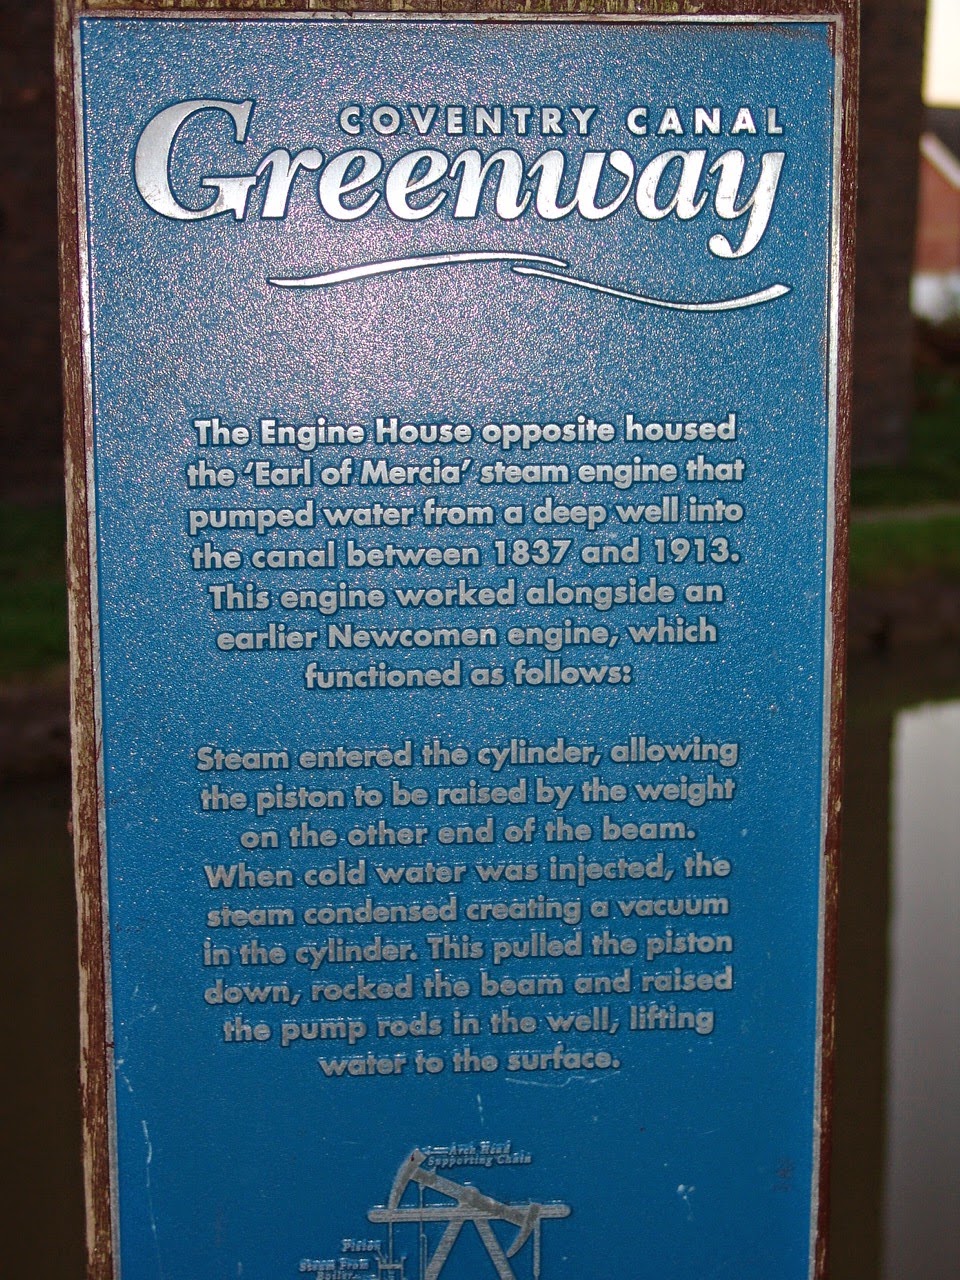 COVENTRY CANAL
Greenway
The Engine House opposite housed
the ‘Earl of Mercia’ steam engine that
pumped water from a deep well into
the canal between 1837 and 1913.
This engine worked alongside an
earlier Newcomen engine, which
functioned as follows:
Steam entered the cylinder, allowing
the piston to be raised by the weight
on the other end of the beam.
When cold water was injected, the
steam condensed creating a vacuum
in the cylinder. This pulled the piston
down, rocked the beam and raised
the pump rods in the well, lifting
water to the surface.
Arch Head
Supporting Chain
Piston
Steam From
Boiler